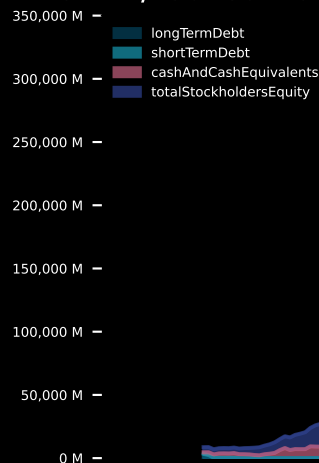 350,000 M
longTermDebt
shortTermDebt
300,000 M
cashAndCashEquivalents
totalStockholdersEquity
250,000 M
200,000 M
150,000 M
100,000 M
50,000 M
0 M